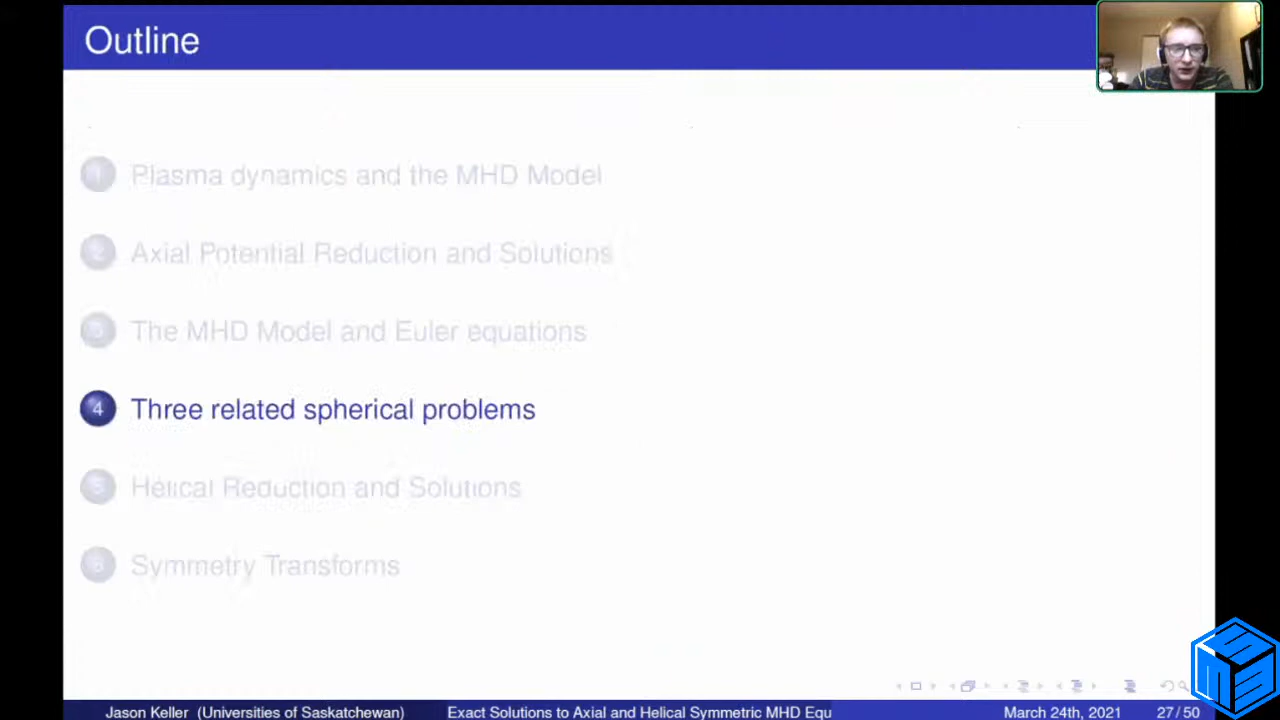 Outline
1 Plasma dynamics and the MHD Model
2 Axial Potential Reduction and Solutions
3 The MHD Model and Euler equations
4 Three related spherical problems
5 Helical Reduction and Solutions
6 Symmetry Transforms
Jason Keller (Universities of Saskatchewan) Exact Solutions to Axial and Helical Symmetric MHD Equ March 24th, 2021 27/50